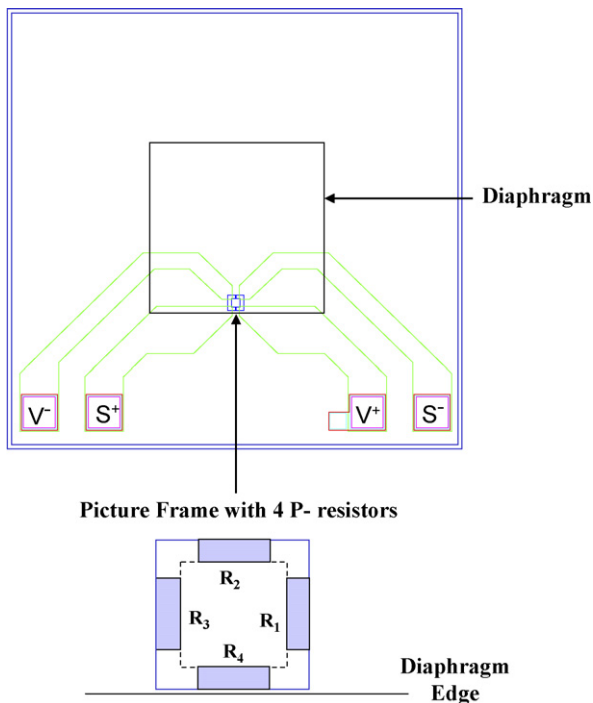 Diaphragm
V⁻ S⁺ V⁺ S⁻
Picture Frame with 4 P- resistors
R₂
R₃ R₁
R₄
Diaphragm
Edge